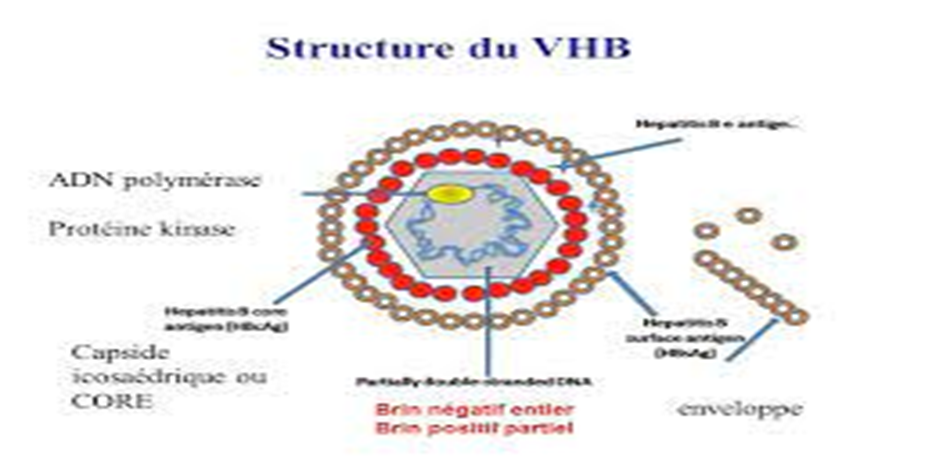 Structure du VHB
Hepatitis B e antigen..
ADN polymérase
Protéine kinase
Hepatitis B core
antigen (HBcAg)
Capside
icosaédrique ou
CORE
Partially double-stranded DNA
Brin négatif entier
Brin positif partiel
Hepatitis B
surface antigen
(HBsAg)
enveloppe